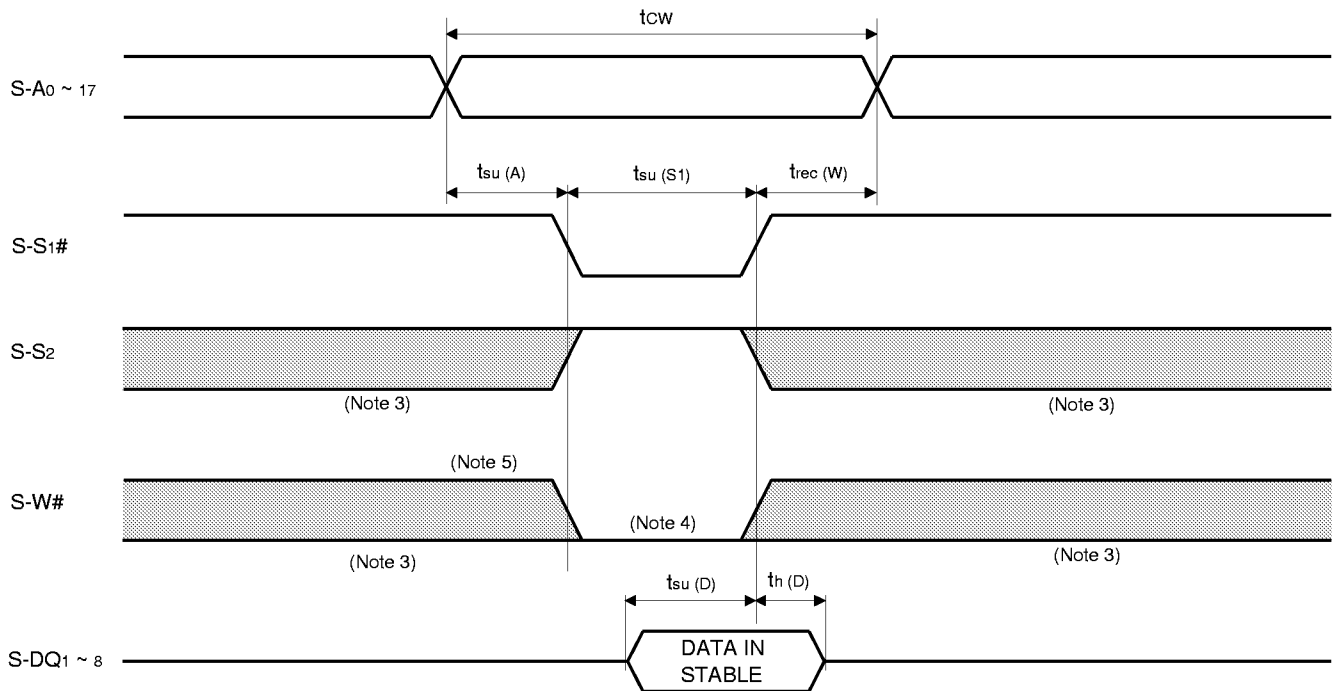 tCW
S-A0 ~ 17
tsu (A) tsu (S1) trec (W)
S-S1#
S-S2
(Note 3) (Note 3)
(Note 5)
S-W#
(Note 4)
(Note 3) (Note 3)
tsu (D) th (D)
S-DQ1 ~ 8
DATA IN
STABLE